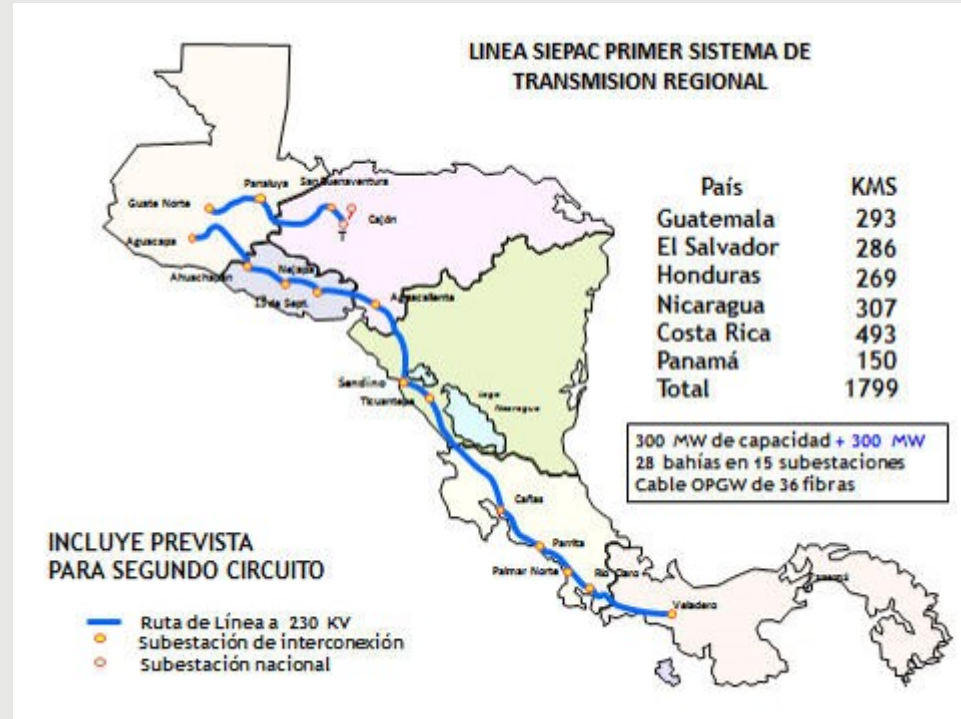 LINEA SIEPAC PRIMER SISTEMA DE
TRANSMISION REGIONAL
País KMS
Guatemala 293
El Salvador 286
Honduras 269
Nicaragua 307
Costa Rica 493
Panamá 150
Total 1799
300 MW de capacidad + 300 MW
28 bahías en 15 subestaciones
Cable OPGW de 36 fibras
Panaluya
San Buenaventura
Guate Norte
Cajón
T
Aguacapa
Ahuachapán
Nejapa
15 de Sept.
Aguacaliente
Sandino
Ticuantepe
Lago
Nicaragua
Cañas
Parrita
Palmar Norte
Río Claro
Veladero
Panamá
INCLUYE PREVISTA
PARA SEGUNDO CIRCUITO
Ruta de Línea a 230 KV
Subestación de interconexión
Subestación nacional